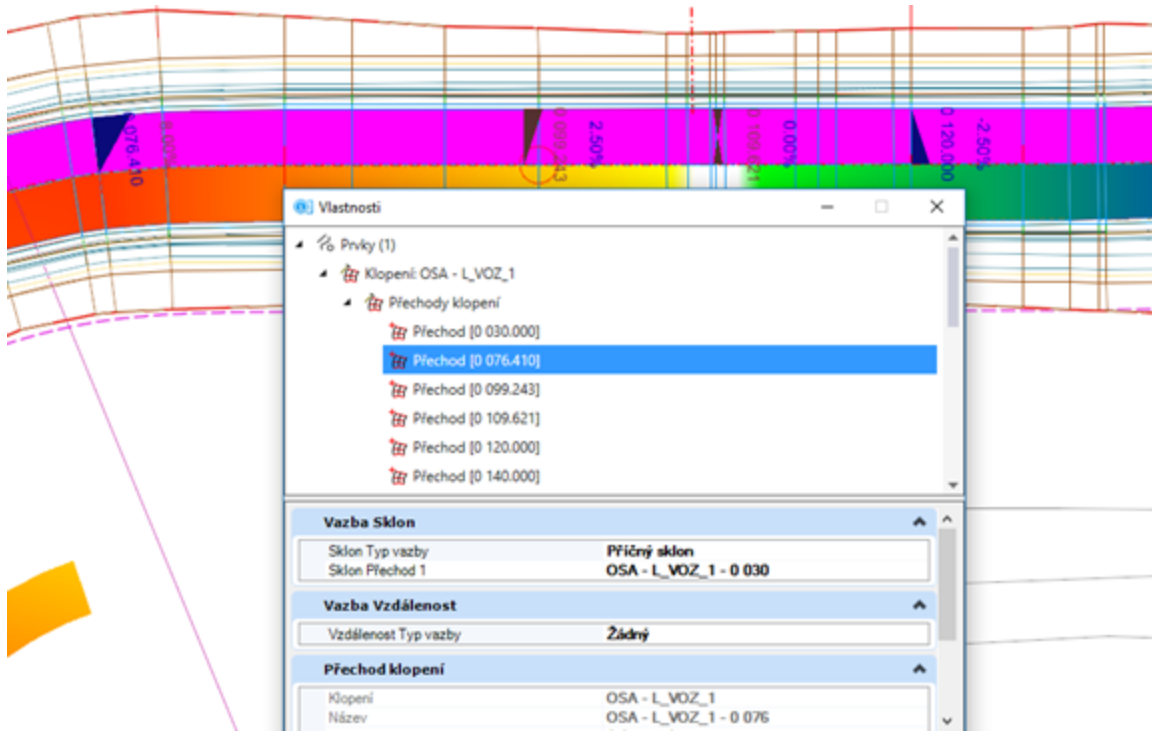 076.410
8.00%
0 099.243
2.50%
0 109.621
0.00%
0 120.000
-2.50%
Vlastnosti
Prvky (1)
Klopení: OSA - L_VOZ_1
Přechody klopení
Přechod [0 030.000]
Přechod [0 076.410]
Přechod [0 099.243]
Přechod [0 109.621]
Přechod [0 120.000]
Přechod [0 140.000]
Vazba Sklon
Sklon Typ vazby Příčný sklon
Sklon Přechod 1 OSA - L_VOZ_1 - 0 030
Vazba Vzdálenost
Vzdálenost Typ vazby Žádný
Přechod klopení
Klopení OSA - L_VOZ_1
Název OSA - L_VOZ_1 - 0 076